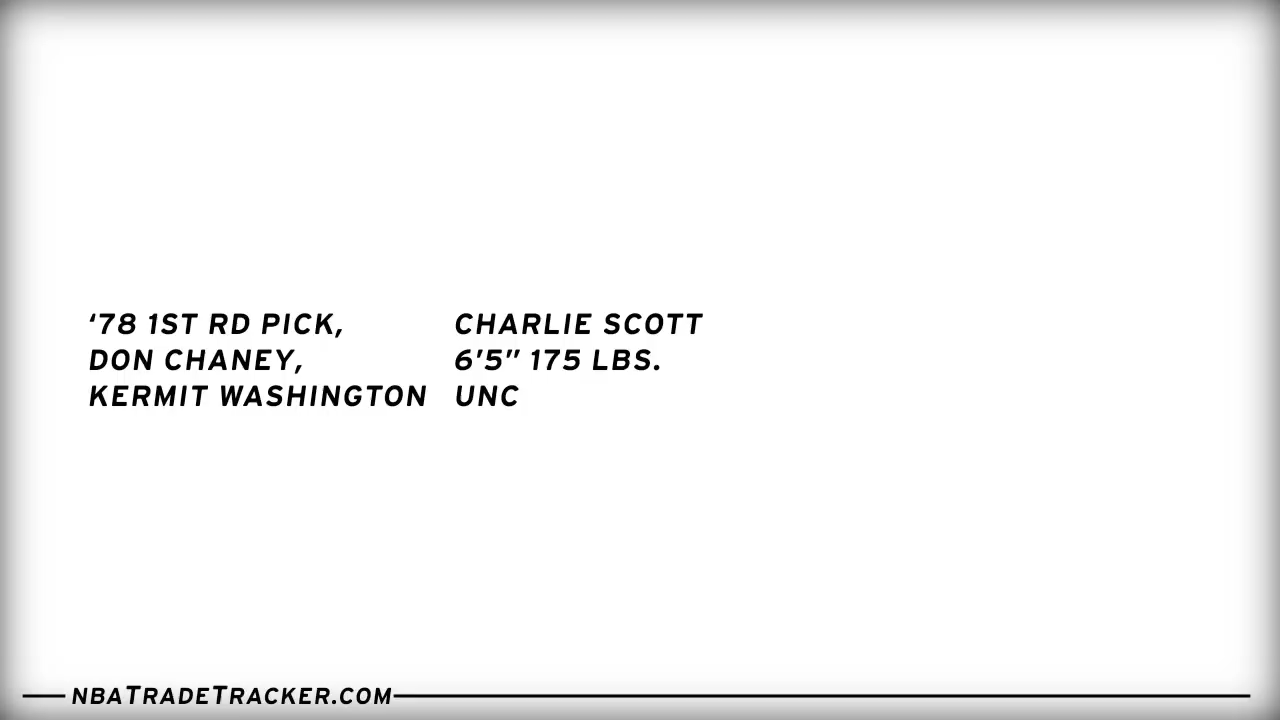 ‘78 1ST RD PICK,
DON CHANEY,
KERMIT WASHINGTON
CHARLIE SCOTT
6'5" 175 LBS.
UNC
NBATRADETRACKER.COM